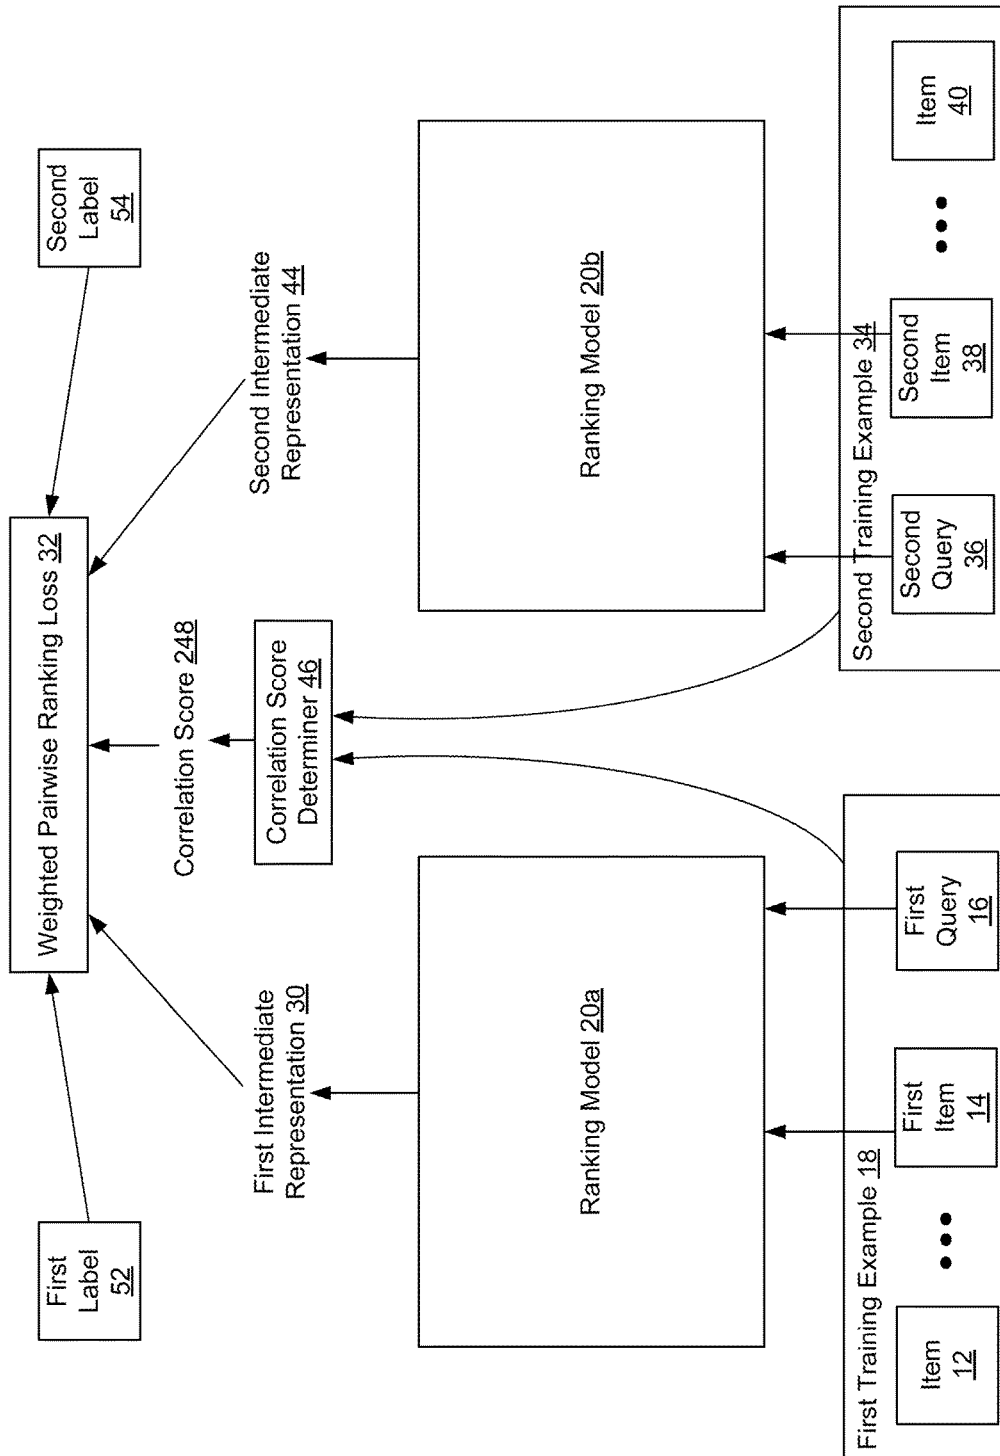 First
Label
52
Weighted Pairwise Ranking Loss 32
Second
Label
54
First Intermediate
Representation 30
Correlation Score 248
Second Intermediate
Representation 44
Correlation Score
Determiner 46
Ranking Model 20a
Ranking Model 20b
First Training Example 18
Item
12
First
Item
14
First
Query
16
Second Training Example 34
Second
Query
36
Second
Item
38
Item
40